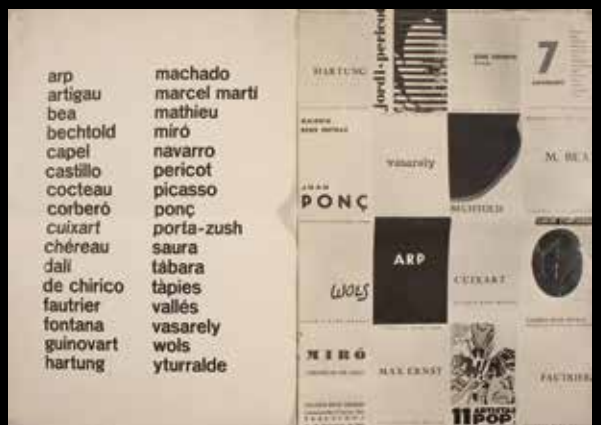 arp
artigau
bea
bechtold
capel
castillo
cocteau
corberó
cuixart
chéreau
dalí
de chirico
fautrier
fontana
guinovart
hartung
machado
marcel martí
mathieu
miró
navarro
pericot
picasso
ponç
porta-zush
saura
tábara
tàpies
vallés
vasarely
wols
yturralde
HARTUNG
jordi-pericot
7
JOAN
PONÇ
vasarely
BECHTOLD
M. BEA
WOLS
ARP
CUIXART
MIRÓ
MAX ERNST
11 ARTISTAS
POP
FAUTRIER